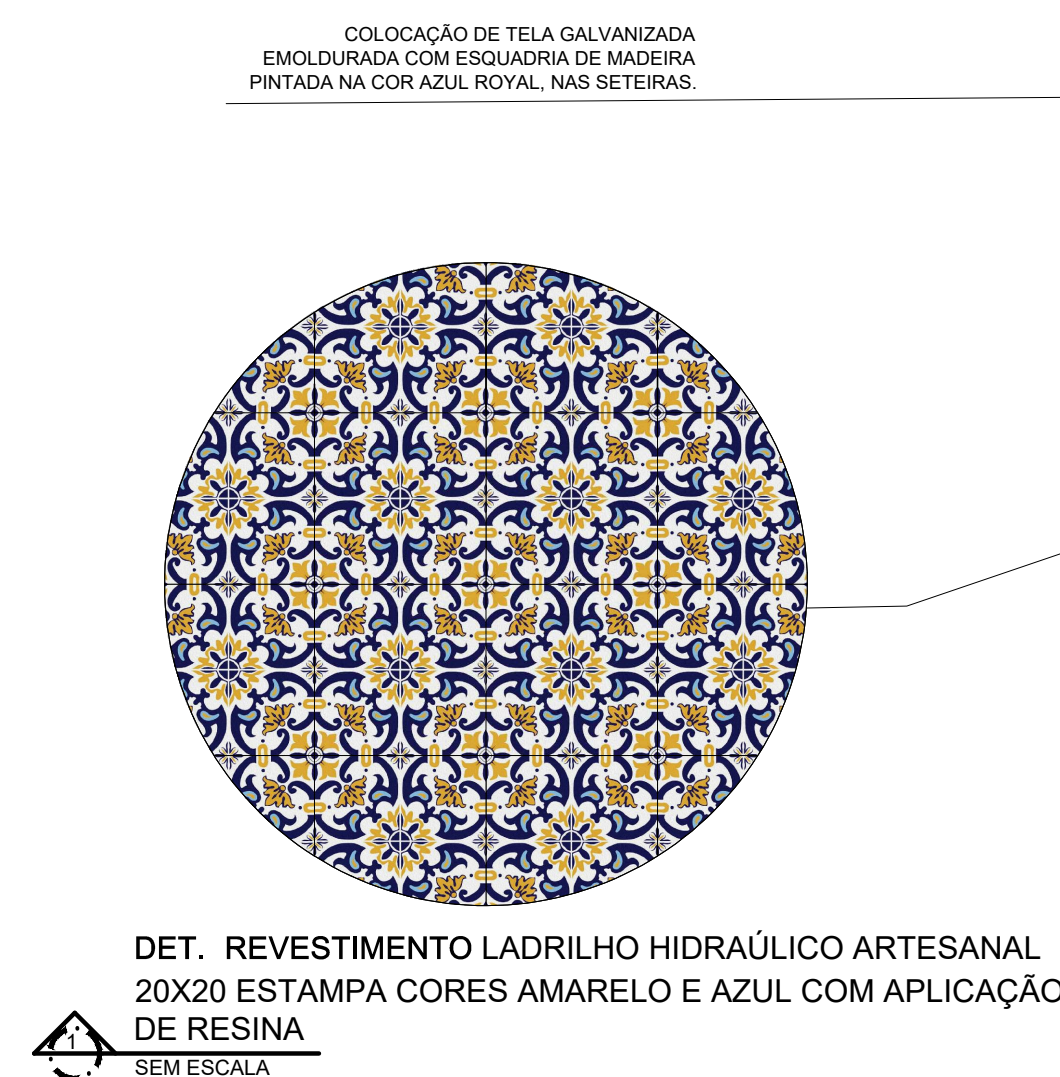 COLOCAÇÃO DE TELA GALVANIZADA
EMOLDURADA COM ESQUADRIA DE MADEIRA
PINTADA NA COR AZUL ROYAL, NAS SETEIRAS.
DET. REVESTIMENTO LADRILHO HIDRAÚLICO ARTESANAL
20X20 ESTAMPA CORES AMARELO E AZUL COM APLICAÇÃO
DE RESINA
1
SEM ESCALA